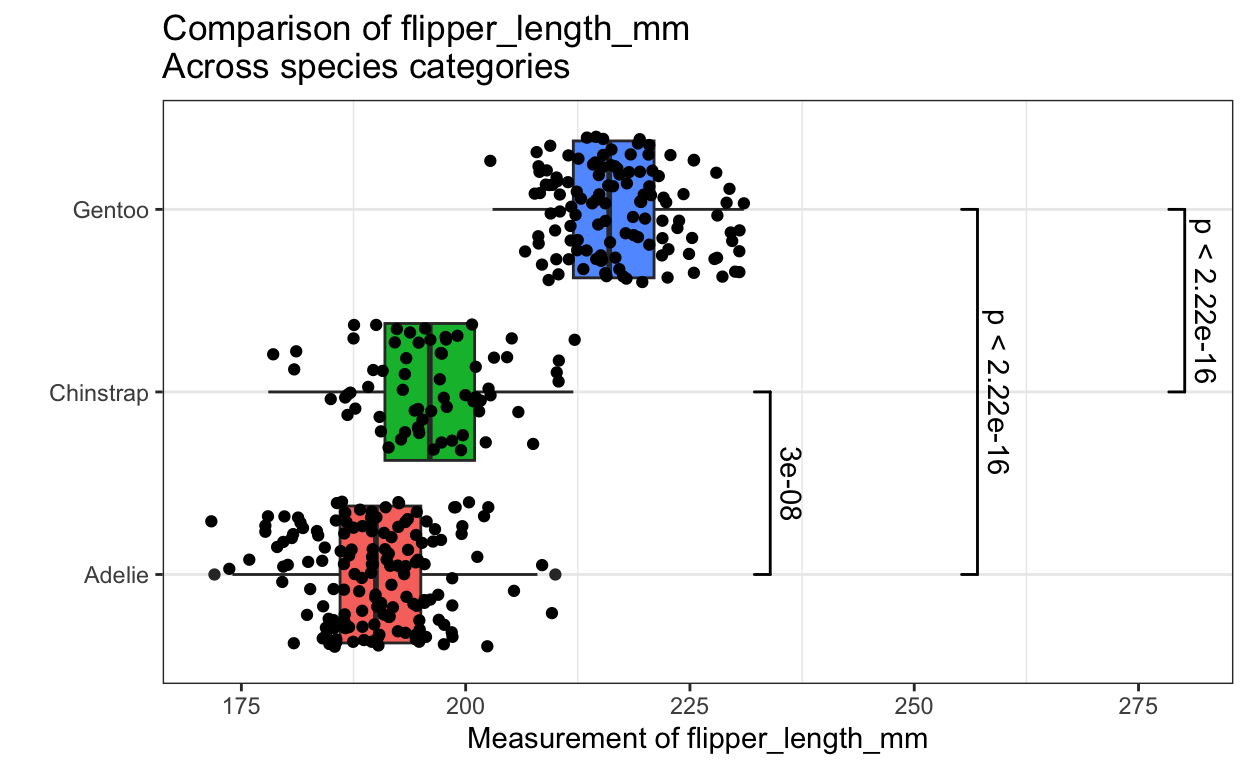 Comparison of flipper_length_mm
Across species categories
Gentoo
Chinstrap
Adelie
p < 2.22e-16
p < 2.22e-16
3e-08
175
200
225
250
275
Measurement of flipper_length_mm